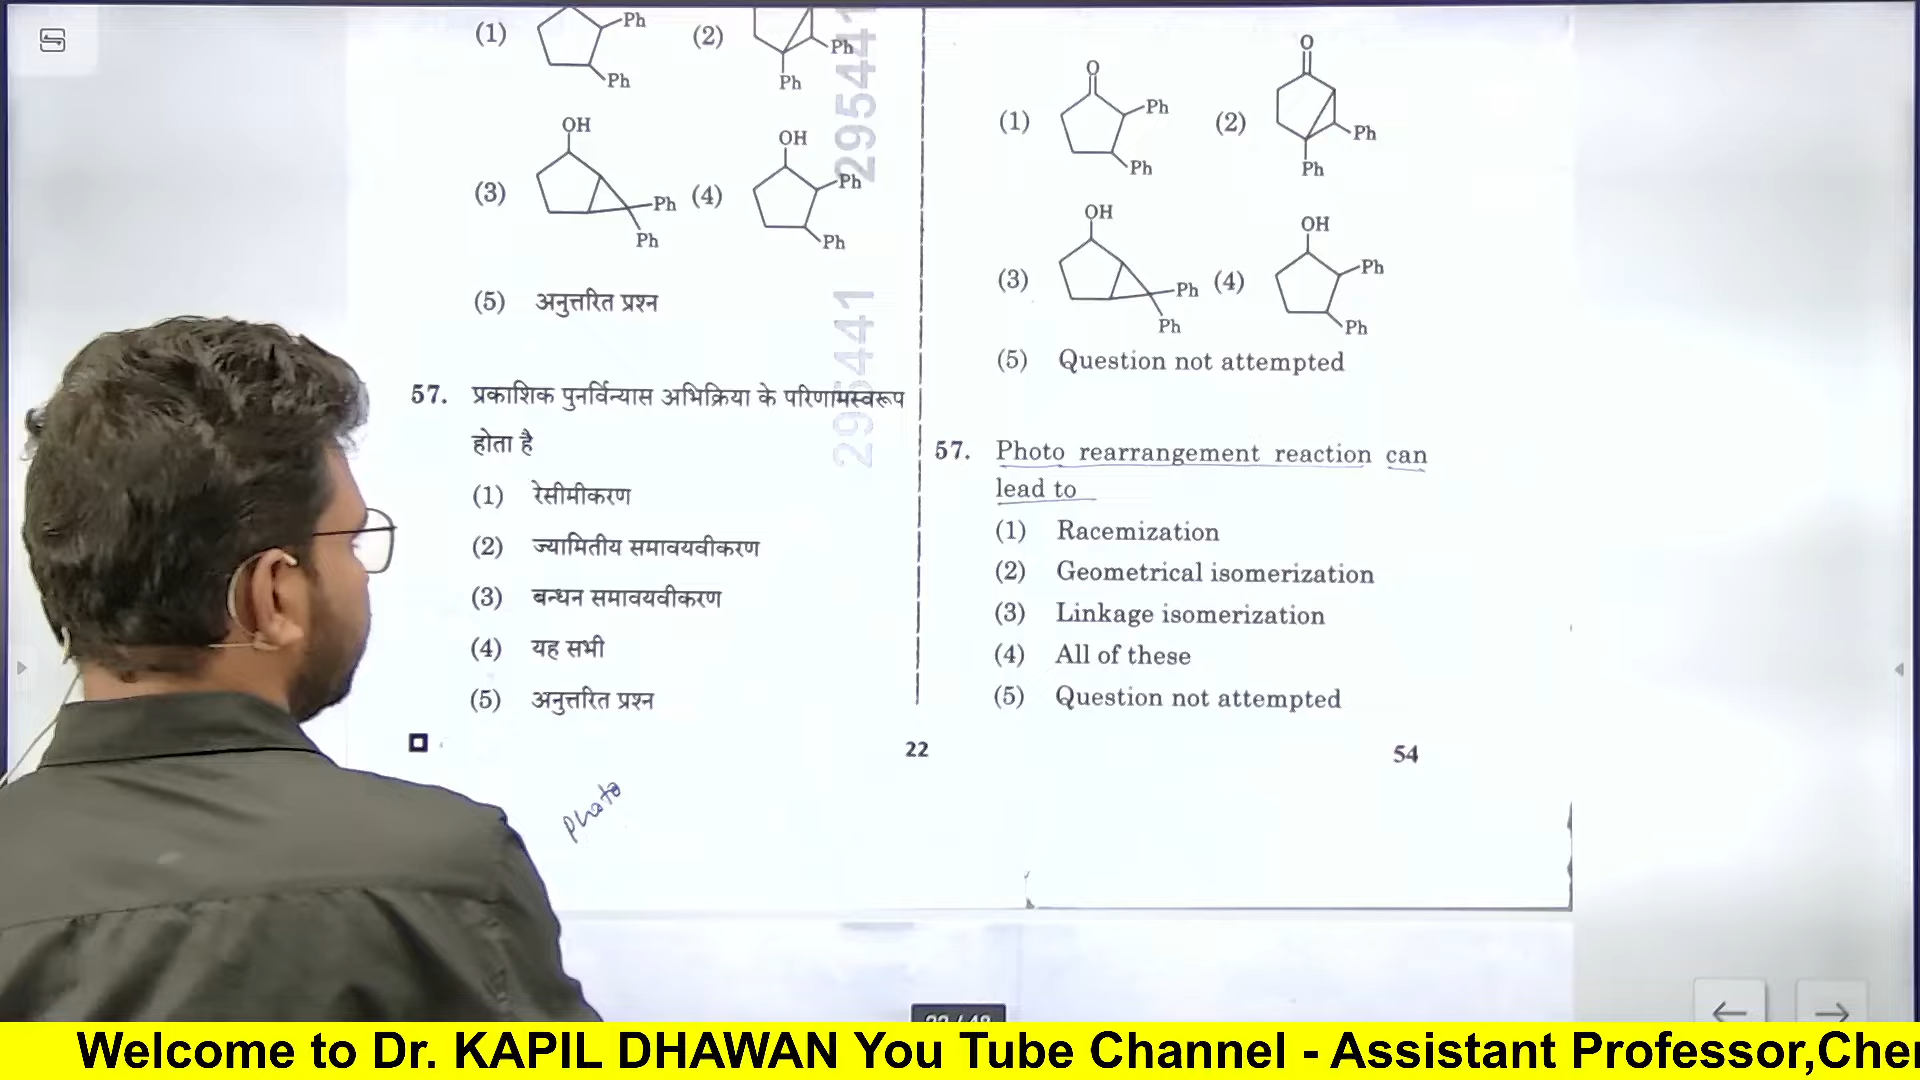 (1)
Ph
Ph
(2)
Ph
Ph
(3)
OH
Ph
Ph
(4)
OH
Ph
Ph
(5) अनुत्तरित प्रश्न
57. प्रकाशिक पुनर्विन्यास अभिक्रिया के परिणामस्वरूप
होता है
(1) रेसीमीकरण
(2) ज्यामितीय समावयवीकरण
(3) बन्धन समावयवीकरण
(4) यह सभी
(5) अनुत्तरित प्रश्न
295441
295441
22
Photo
(1)
O
Ph
Ph
(2)
O
Ph
Ph
(3)
OH
Ph
Ph
(4)
OH
Ph
Ph
(5) Question not attempted
57. Photo rearrangement reaction can
lead to
(1) Racemization
(2) Geometrical isomerization
(3) Linkage isomerization
(4) All of these
(5) Question not attempted
54
Welcome to Dr. KAPIL DHAWAN You Tube Channel - Assistant Professor,Cher